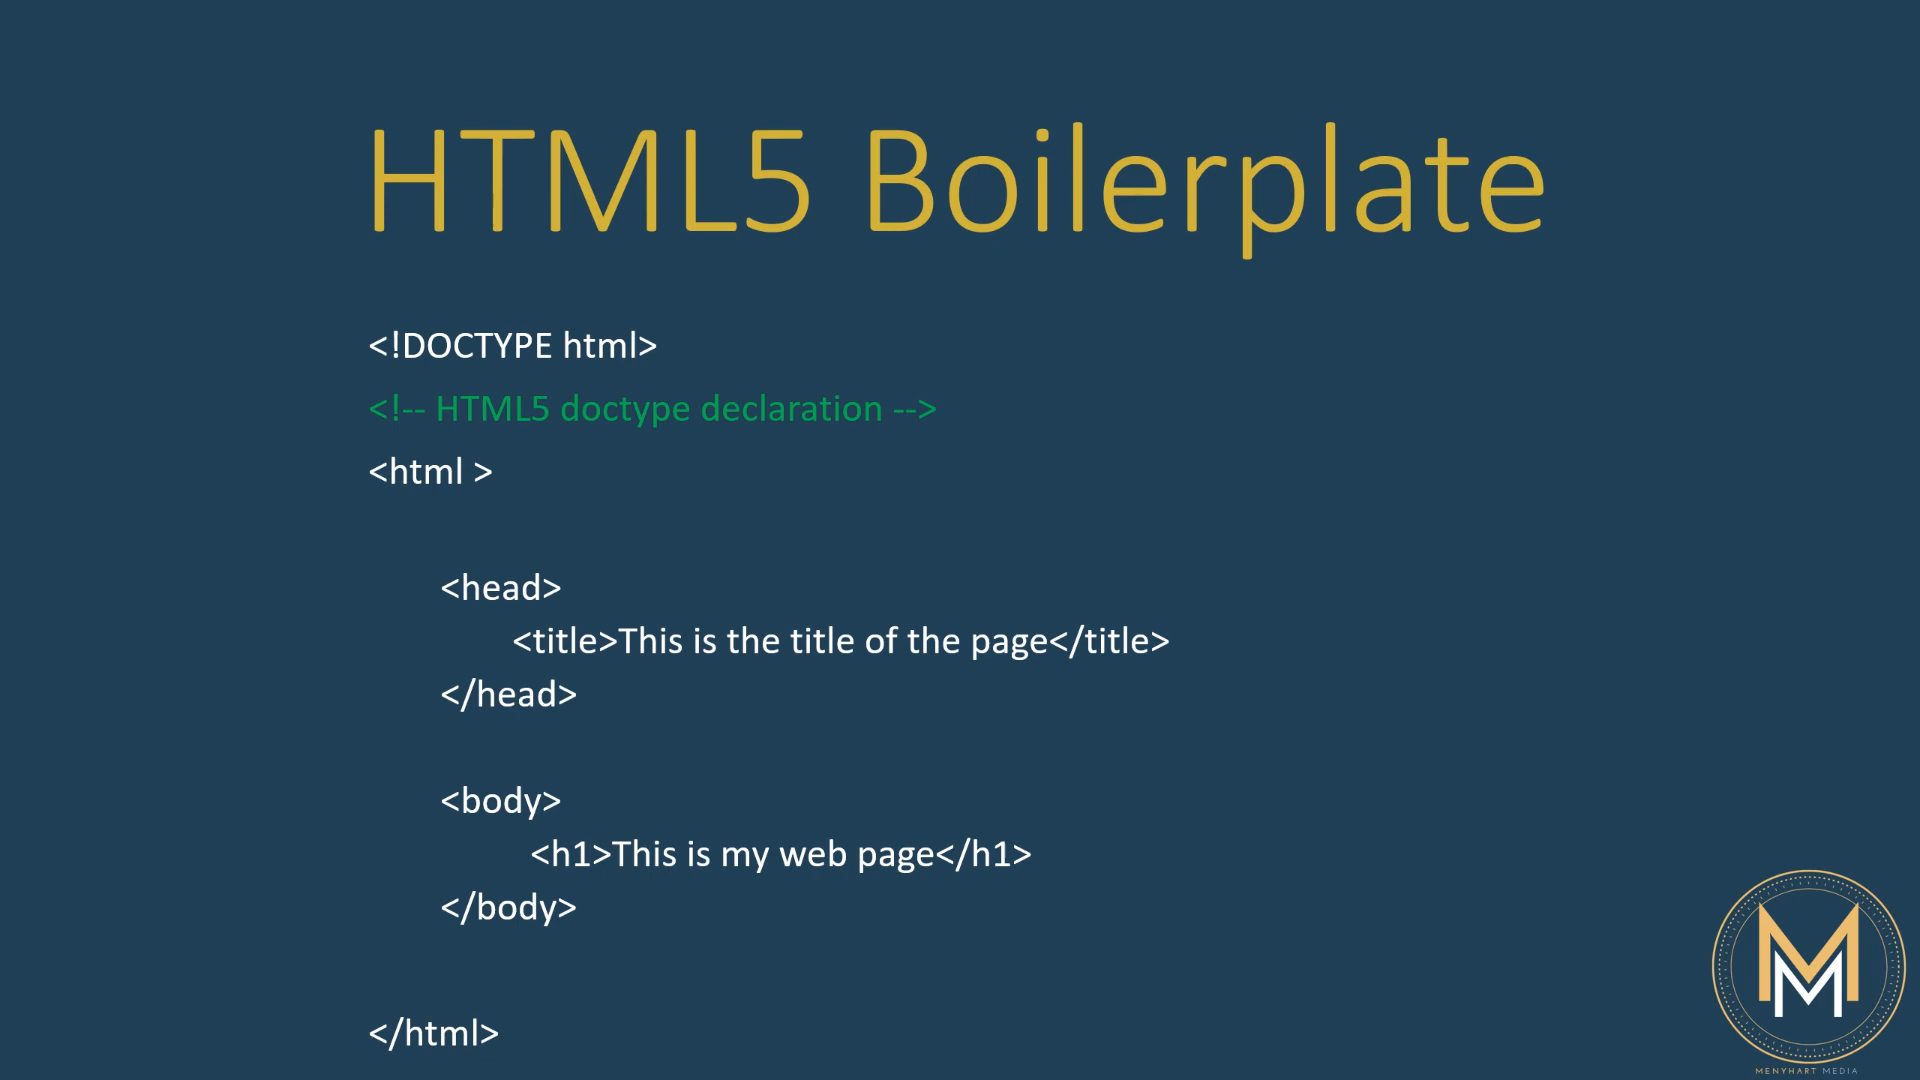 HTML5 Boilerplate
<!DOCTYPE html>
<!-- HTML5 doctype declaration -->
<html >
<head>
<title>This is the title of the page</title>
</head>
<body>
<h1>This is my web page</h1>
</body>
</html>
MM
MENYHART MEDIA